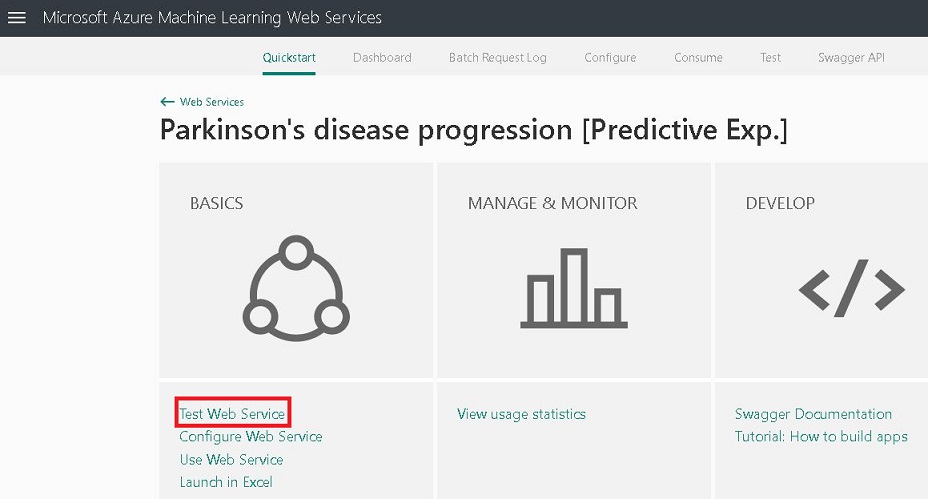 Microsoft Azure Machine Learning Web Services
Quickstart Dashboard Batch Request Log Configure Consume Test Swagger API
Web Services
Parkinson's disease progression [Predictive Exp.]
BASICS MANAGE & MONITOR DEVELOP
Test Web Service View usage statistics Swagger Documentation
Configure Web Service Tutorial: How to build apps
Use Web Service
Launch in Excel